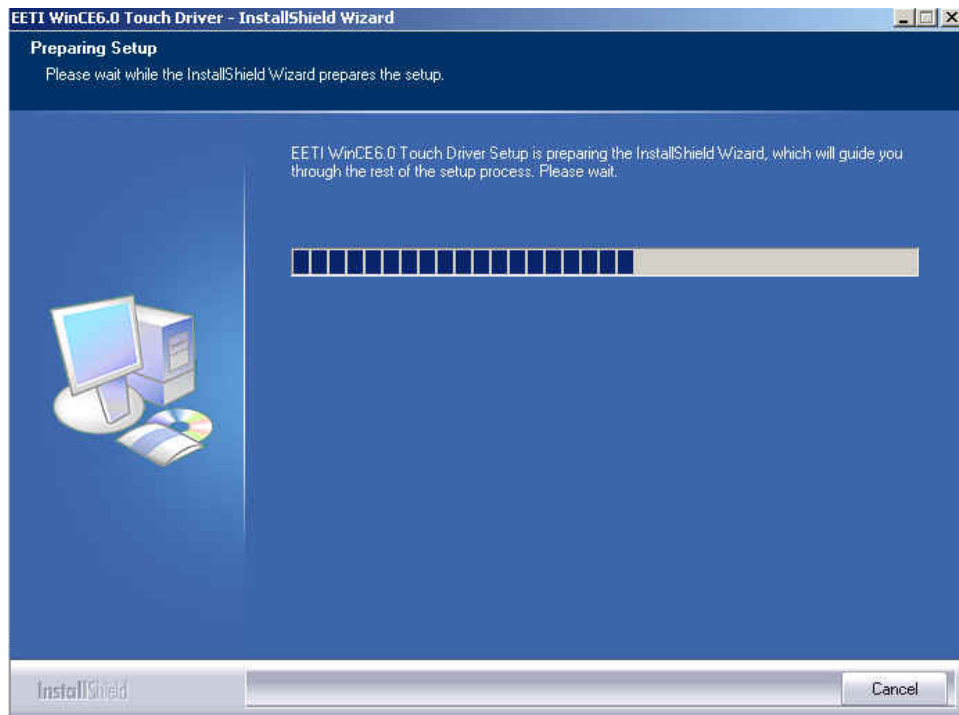 EETI WinCE6.0 Touch Driver - InstallShield Wizard
Preparing Setup
Please wait while the InstallShield Wizard prepares the setup.
EETI WinCE6.0 Touch Driver Setup is preparing the InstallShield Wizard, which will guide you
through the rest of the setup process. Please wait.
InstallShield
Cancel